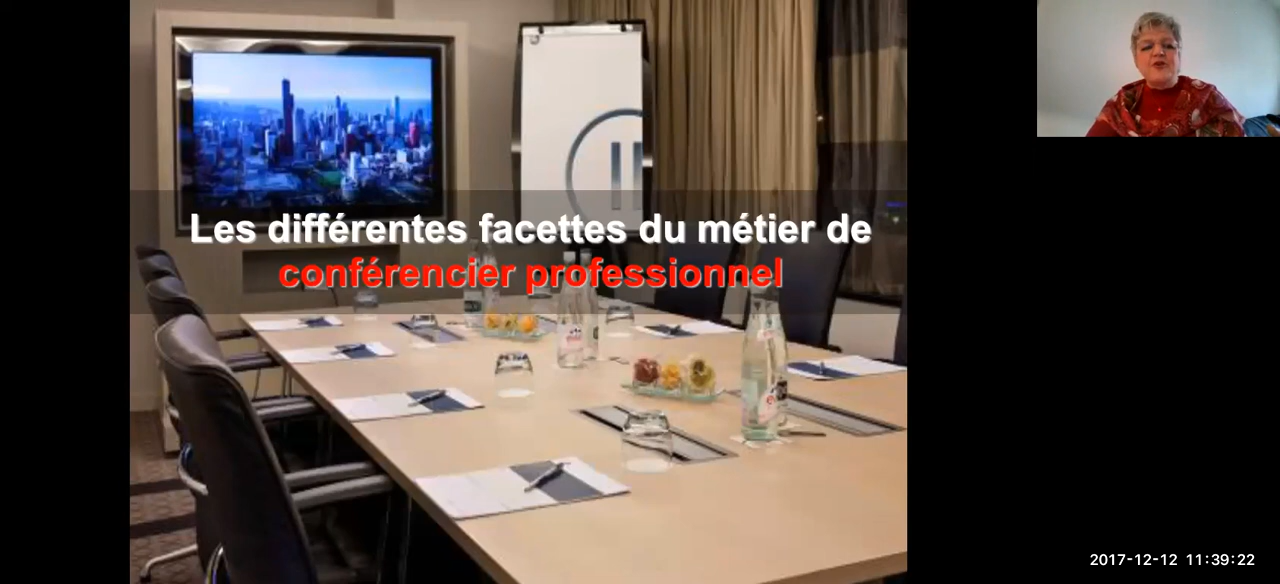 Les différentes facettes du métier de
conférencier professionnel
2017-12-12 11:39:22